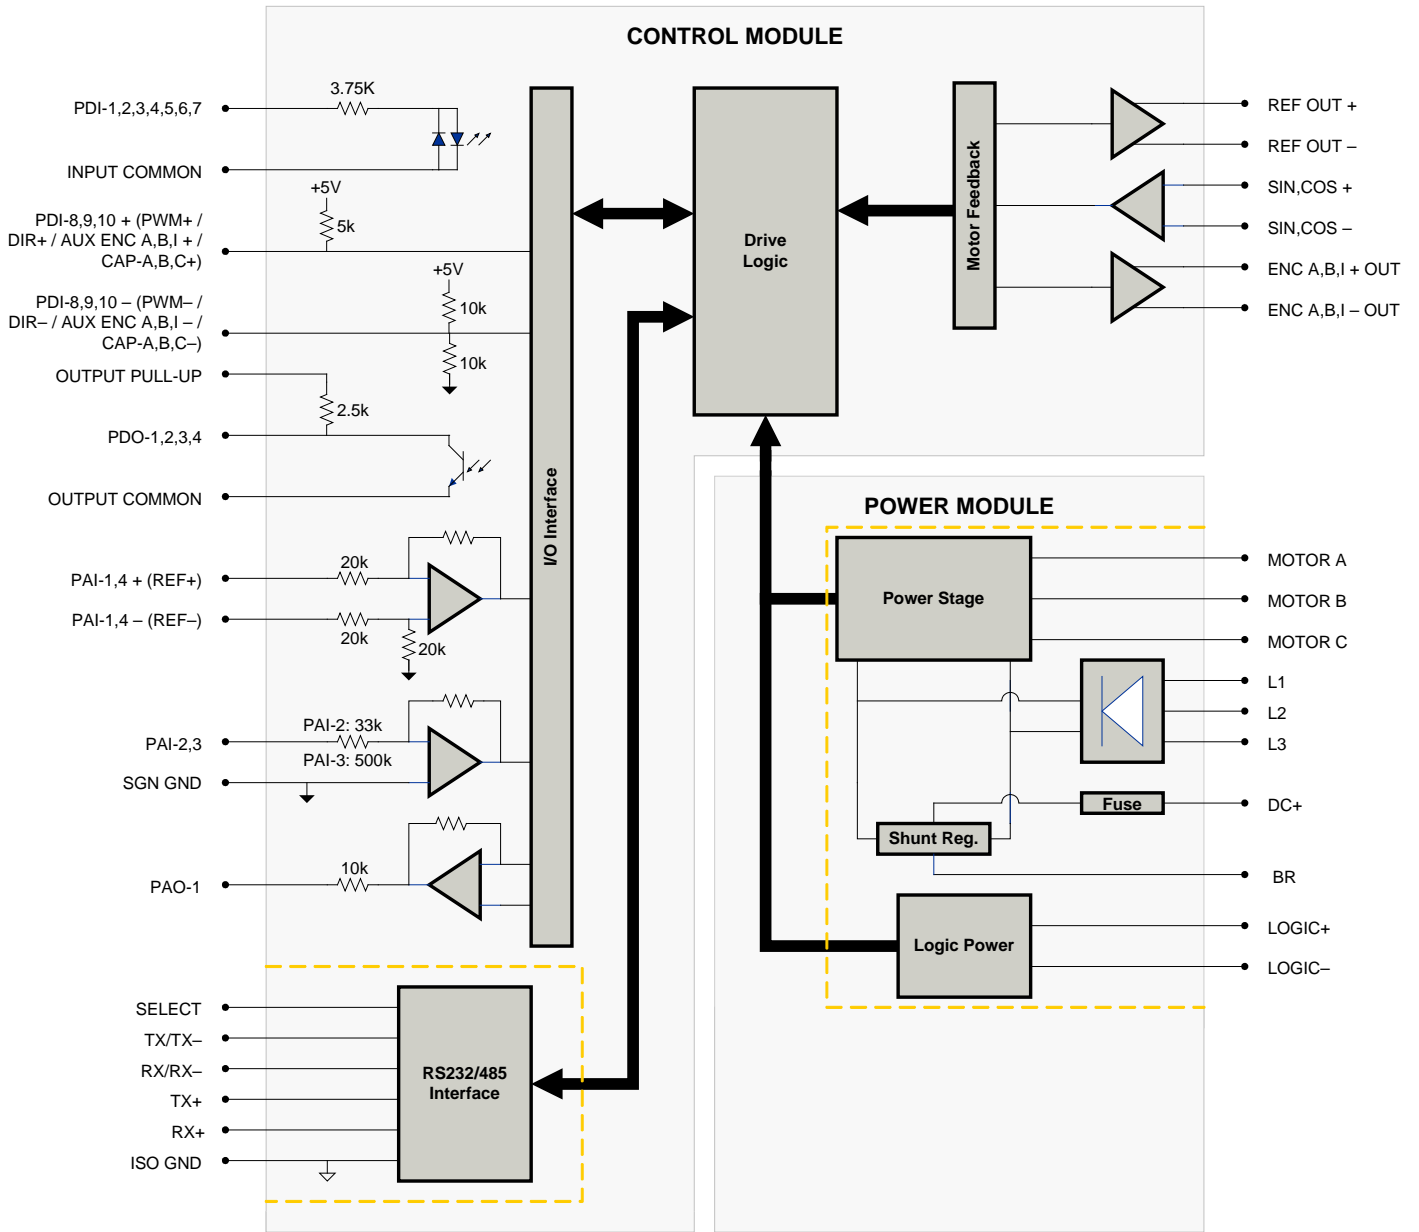 CONTROL MODULE
PDI-1,2,3,4,5,6,7
3.75K
INPUT COMMON
+5V
PDI-8,9,10 + (PWM+ /
DIR+ / AUX ENC A,B,I + /
CAP-A,B,C+)
5k
+5V
PDI-8,9,10 – (PWM– /
DIR– / AUX ENC A,B,I – /
CAP-A,B,C–)
10k
10k
OUTPUT PULL-UP
2.5k
PDO-1,2,3,4
OUTPUT COMMON
PAI-1,4 + (REF+)
20k
PAI-1,4 – (REF–)
20k
20k
PAI-2,3
PAI-2: 33k
PAI-3: 500k
SGN GND
PAO-1
10k
I/O Interface
SELECT
TX/TX–
RX/RX–
TX+
RX+
ISO GND
RS232/485
Interface
Drive
Logic
Motor Feedback
REF OUT +
REF OUT –
SIN,COS +
SIN,COS –
ENC A,B,I + OUT
ENC A,B,I – OUT
POWER MODULE
Power Stage
MOTOR A
MOTOR B
MOTOR C
L1
L2
L3
Fuse
DC+
Shunt Reg.
BR
Logic Power
LOGIC+
LOGIC–